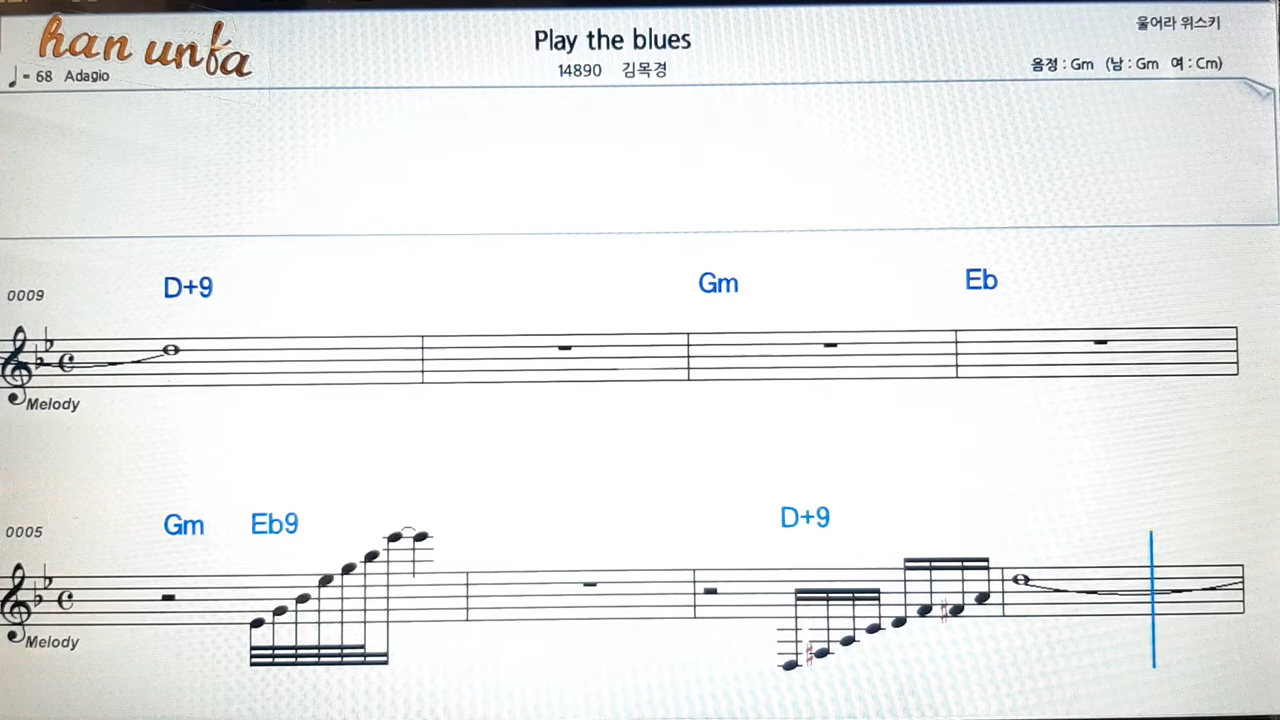 han unfa
Play the blues
울어라 위스키
♩= 68 Adagio
14890 김목경
음정 : Gm (남 : Gm 여 : Cm)
0009
D+9
Gm
Eb
Melody
0005
Gm
Eb9
D+9
Melody